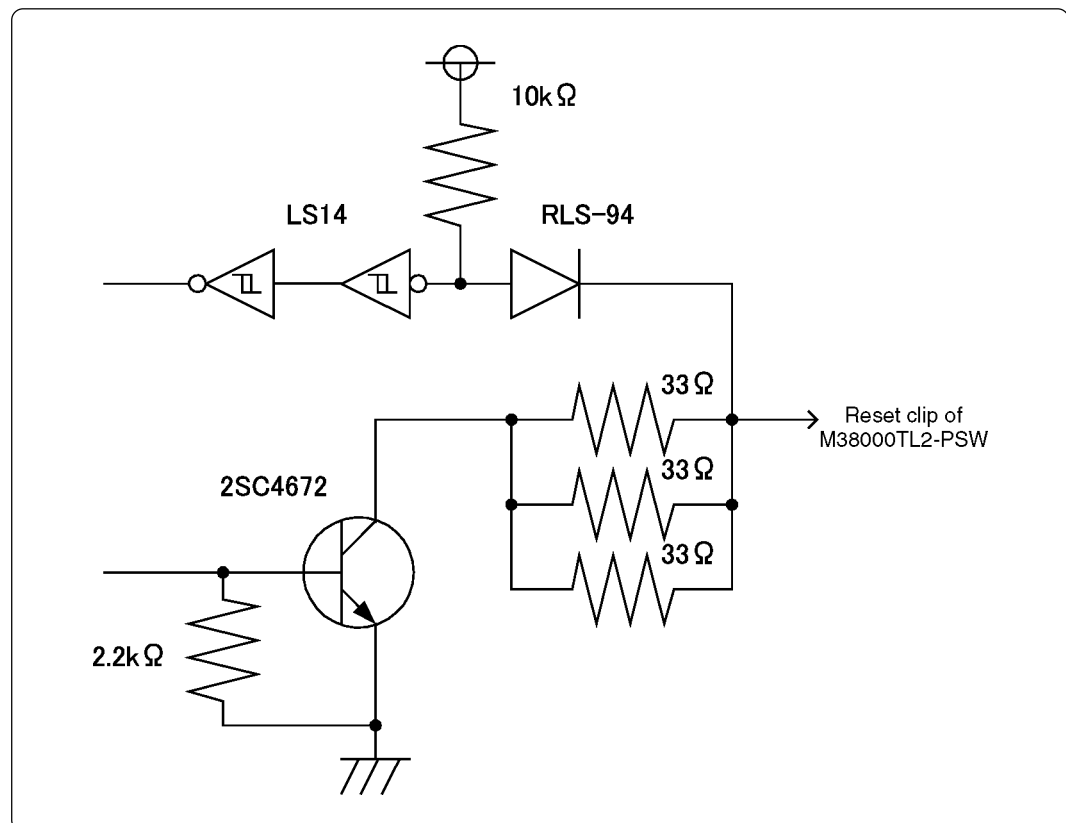 10kΩ
LS14
RLS-94
33Ω
Reset clip of
M38000TL2-PSW
33Ω
2SC4672
33Ω
2.2kΩ